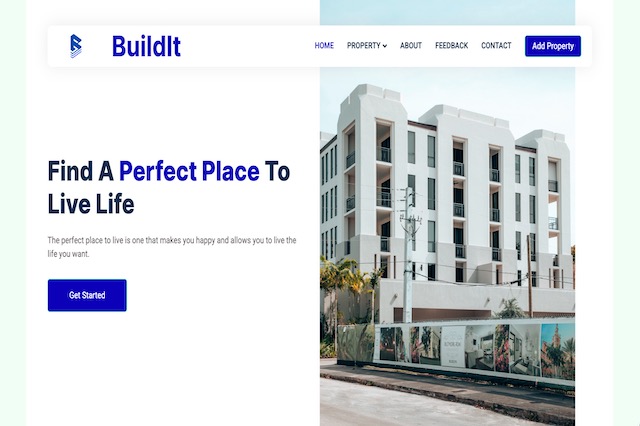 BuildIt
HOME PROPERTY ABOUT FEEDBACK CONTACT Add Property
Find A Perfect Place To
Live Life
The perfect place to live is one that makes you happy and allows you to live the
life you want.
Get Started